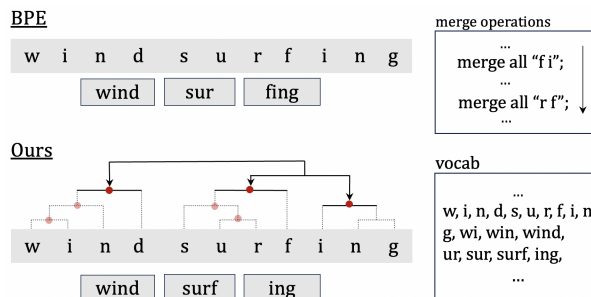 BPE
w i n d s u r f i n g
wind sur fing
merge operations
...
merge all “f i”;
...
merge all “r f”;
...
Ours
w i n d s u r f i n g
wind surf ing
vocab
...
w, i, n, d, s, u, r, f, i, n
g, wi, win, wind,
ur, sur, surf, ing,
...